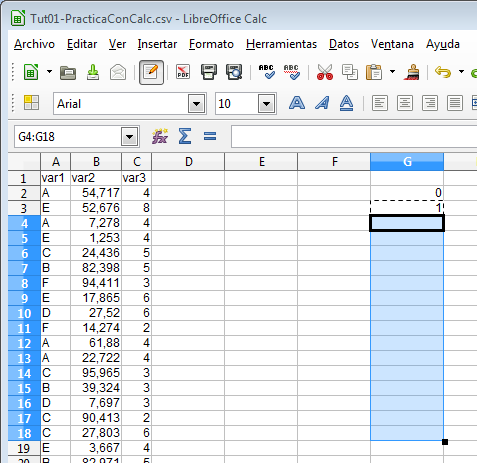 Tut01-PracticaConCalc.csv - LibreOffice Calc
Archivo Editar Ver Insertar Formato Herramientas Datos Ventana Ayuda
PDF ABC ABC
Arial 10 A A A
G4:G18 fx Σ =
A B C D E F G
1 var1 var2 var3
2 A 54,717 4 0
3 E 52,676 8 1
4 A 7,278 4
5 E 1,253 4
6 C 24,436 5
7 B 82,398 5
8 F 94,411 3
9 E 17,865 6
10 D 27,52 6
11 F 14,274 2
12 A 61,88 4
13 A 22,722 4
14 C 95,965 3
15 B 39,324 3
16 D 7,697 3
17 C 90,413 2
18 C 27,803 6
19 E 3,667 4
20 B 82,971 5